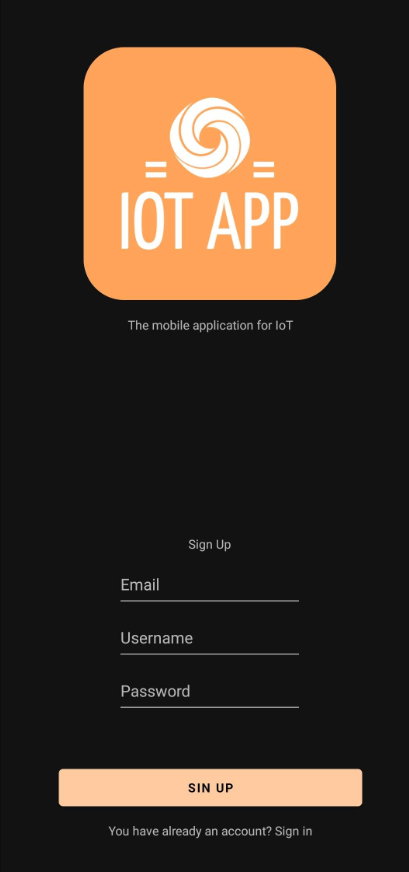 IOT APP
The mobile application for IoT
Sign Up
Email
Username
Password
SIN UP
You have already an account? Sign in